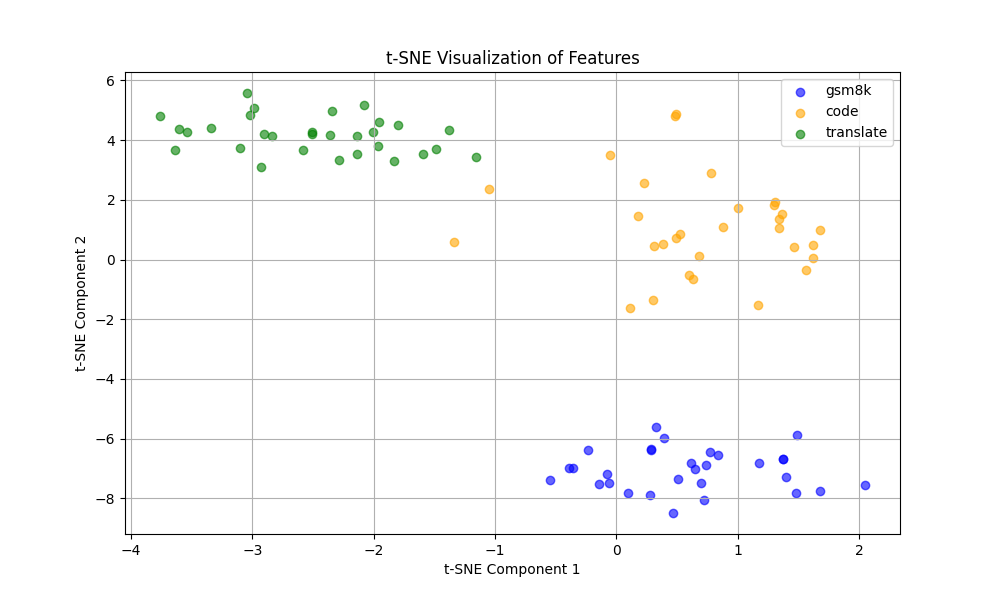 t-SNE Visualization of Features
gsm8k
code
translate
6
4
2
0
−2
−4
−6
−8
t-SNE Component 2
−4
−3
−2
−1
0
1
2
t-SNE Component 1